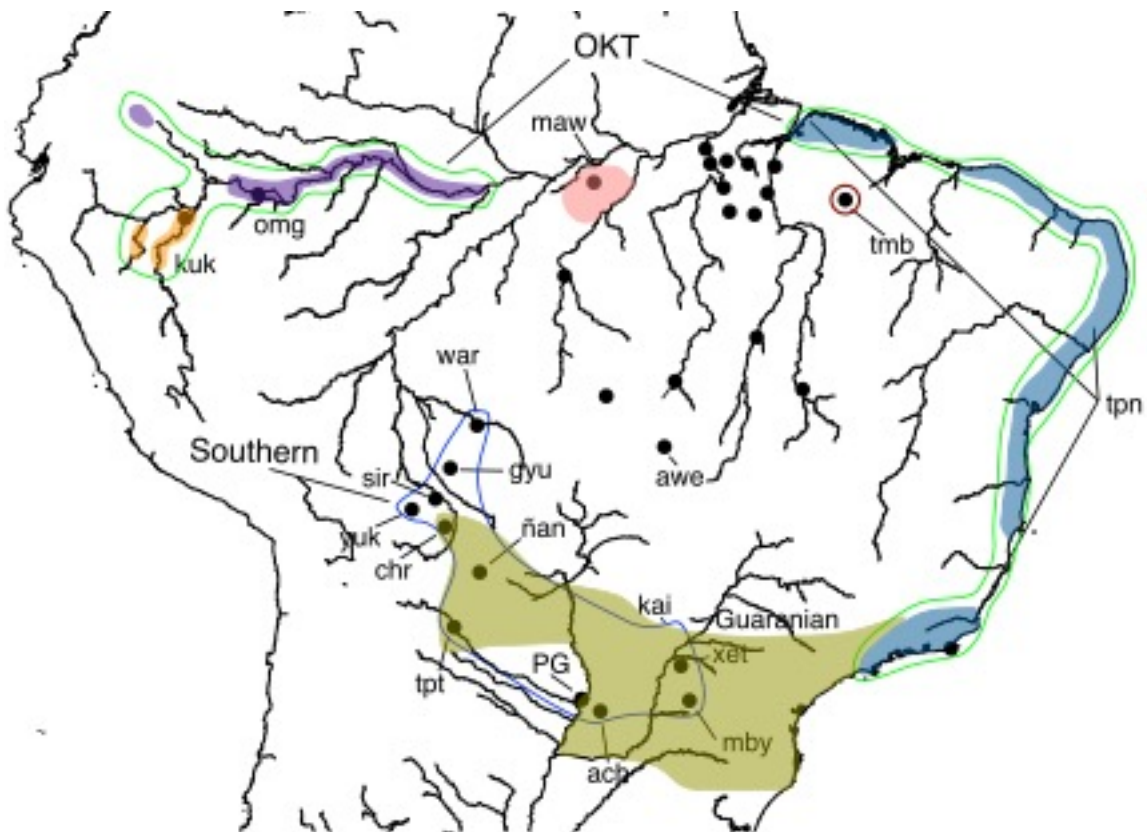 OKT
maw
omg
tmb
kuk
war
tpn
Southern
sir
gyu
awe
yuk
ñan
chr
kai
Guaranian
PG
xet
tpt
mby
ach